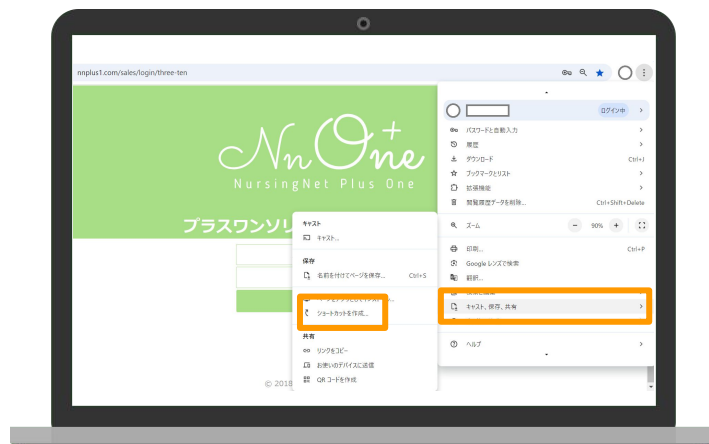 nnplus1.com/sales/login/three-ten
Nn One+
NursingNet Plus One
プラスワンソリ
© 2018
ログイン中
パスワードと自動入力
履歴
ダウンロード Ctrl+J
ブックマークとリスト
拡張機能
閲覧履歴データを削除... Ctrl+Shift+Delete
ズーム - 90% +
印刷... Ctrl+P
Google レンズで検索
翻訳...
キャスト、保存、共有
ヘルプ
キャスト
キャスト...
保存
名前を付けてページを保存... Ctrl+S
ショートカットを作成...
共有
リンクをコピー
お使いのデバイスに送信
QR コードを作成